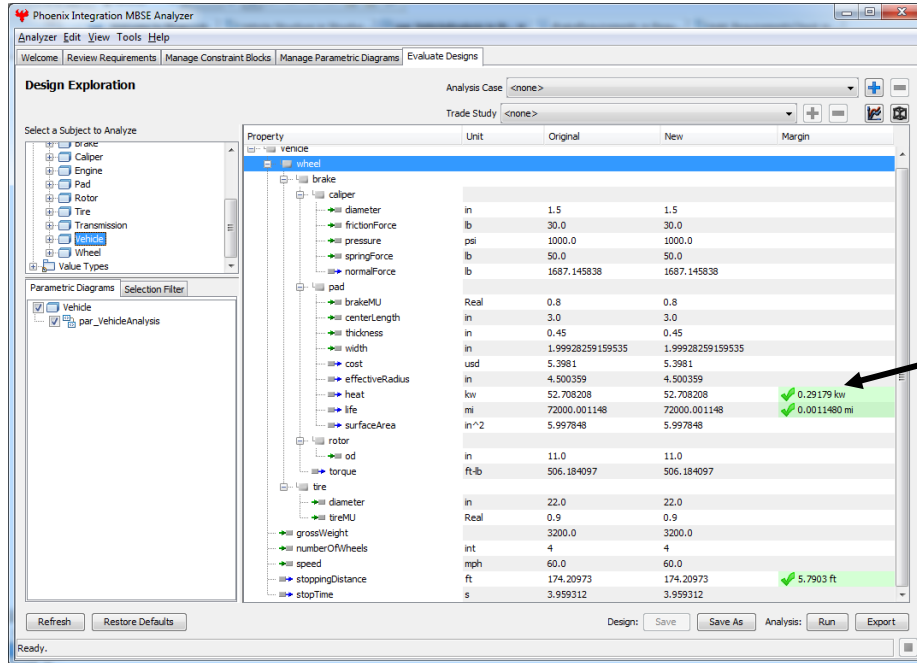 Phoenix Integration MBSE Analyzer
Analyzer Edit View Tools Help
Welcome Review Requirements Manage Constraint Blocks Manage Parametric Diagrams Evaluate Designs
Design Exploration
Analysis Case <none>
Trade Study <none>
Select a Subject to Analyze
Brake
Caliper
Engine
Pad
Rotor
Tire
Transmission
Vehicle
Wheel
Value Types
Parametric Diagrams Selection Filter
Vehicle
par_VehicleAnalysis
Property Unit Original New Margin
Vehicle
wheel
brake
caliper
diameter in 1.5 1.5
frictionForce lb 30.0 30.0
pressure psi 1000.0 1000.0
springForce lb 50.0 50.0
normalForce lb 1687.145838 1687.145838
pad
brakeMU Real 0.8 0.8
centerLength in 3.0 3.0
thickness in 0.45 0.45
width in 1.99928259159535 1.99928259159535
cost usd 5.3981 5.3981
effectiveRadius in 4.500359 4.500359
heat kw 52.708208 52.708208 0.29179 kw
life mi 72000.001148 72000.001148 0.0011480 mi
surfaceArea in^2 5.997848 5.997848
rotor
od in 11.0 11.0
torque ft-lb 506.184097 506.184097
tire
diameter in 22.0 22.0
tireMU Real 0.9 0.9
grossWeight 3200.0 3200.0
numberOfWheels int 4 4
speed mph 60.0 60.0
stoppingDistance ft 174.20973 174.20973 5.7903 ft
stopTime s 3.959312 3.959312
Refresh Restore Defaults Design: Save Save As Analysis: Run Export
Ready.